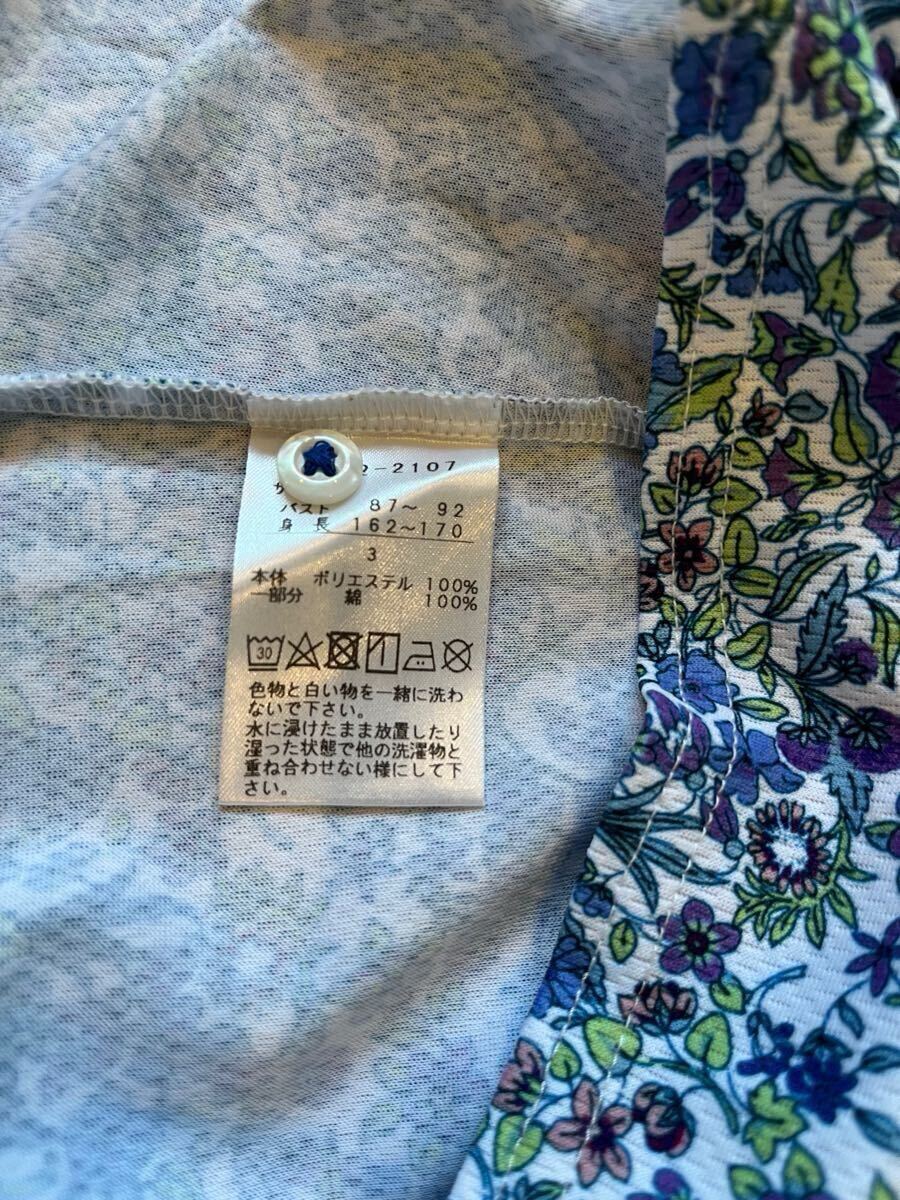 2-2107
バスト 87～ 92
身長 162～170
3
本体 ポリエステル 100%
一部分 綿 100%
30
色物と白い物を一緒に洗わ
ないで下さい。
水に浸けたまま放置したり
湿った状態で他の洗濯物と
重ね合わせない様にして下
さい。